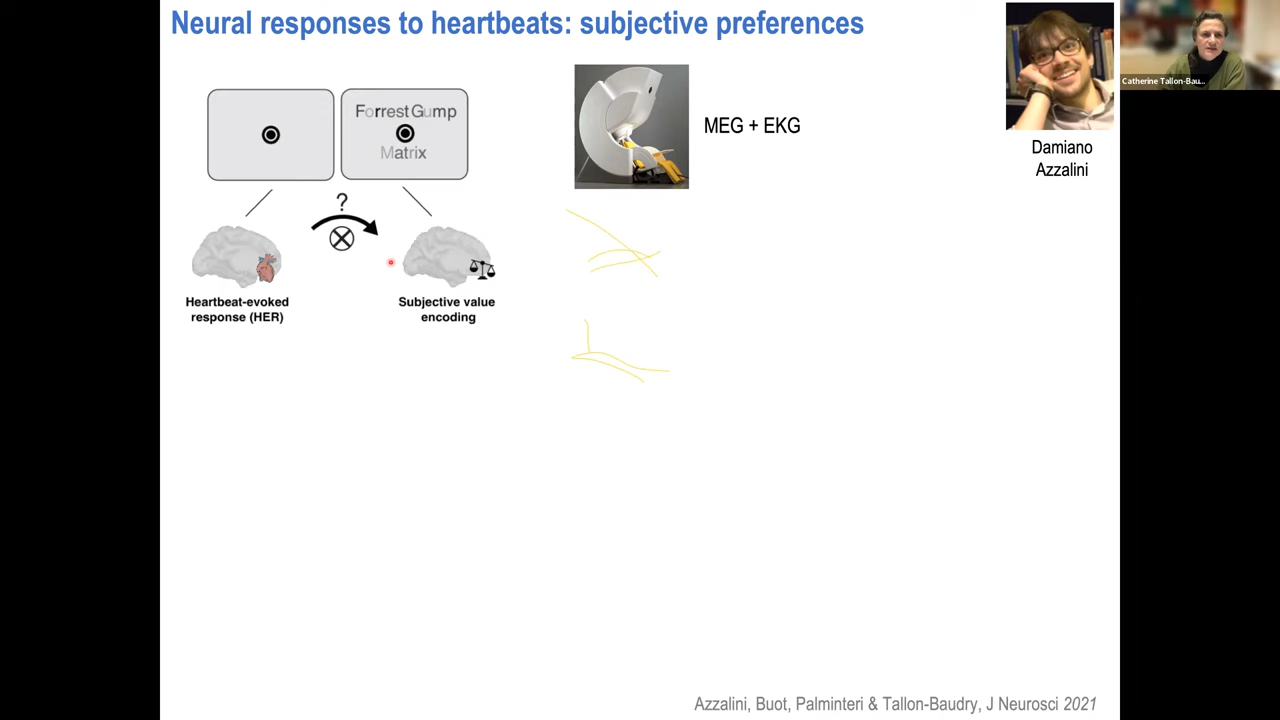 Neural responses to heartbeats: subjective preferences
Catherine Tallon-Bau...
Forrest Gump
Matrix
MEG + EKG
Damiano
Azzalini
?
Heartbeat-evoked
response (HER)
Subjective value
encoding
Azzalini, Buot, Palminteri & Tallon-Baudry, J Neurosci 2021